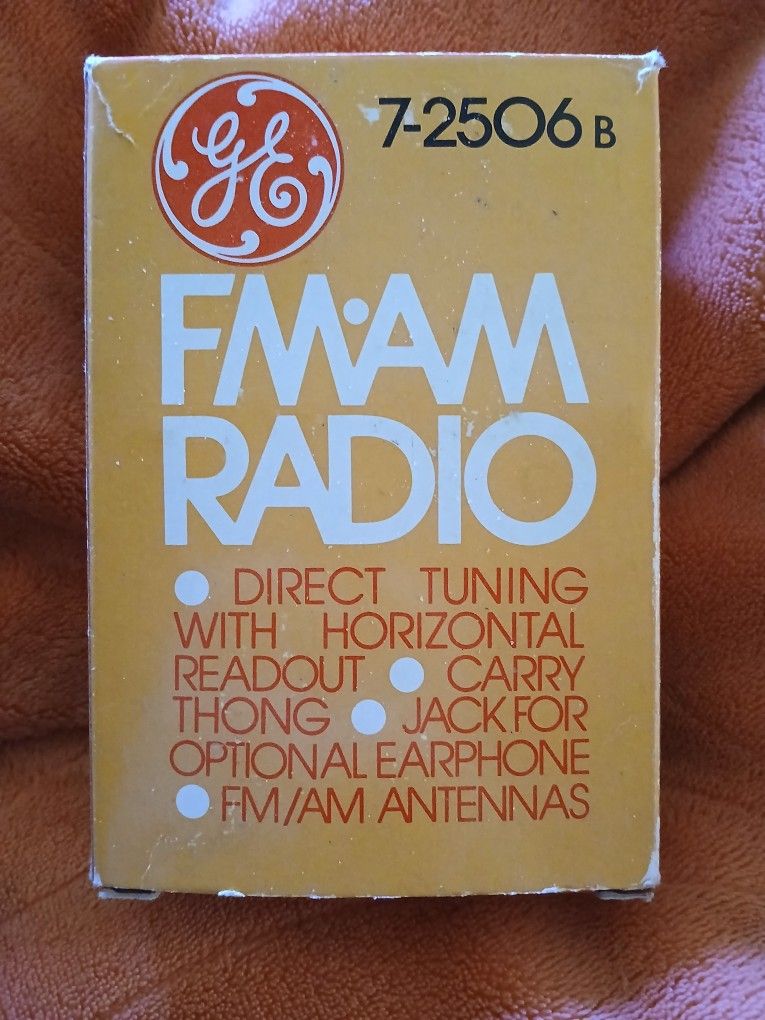 GE
7-2506 B
FM•AM
RADIO
• DIRECT TUNING
WITH HORIZONTAL
READOUT • CARRY
THONG • JACK FOR
OPTIONAL EARPHONE
• FM/AM ANTENNAS